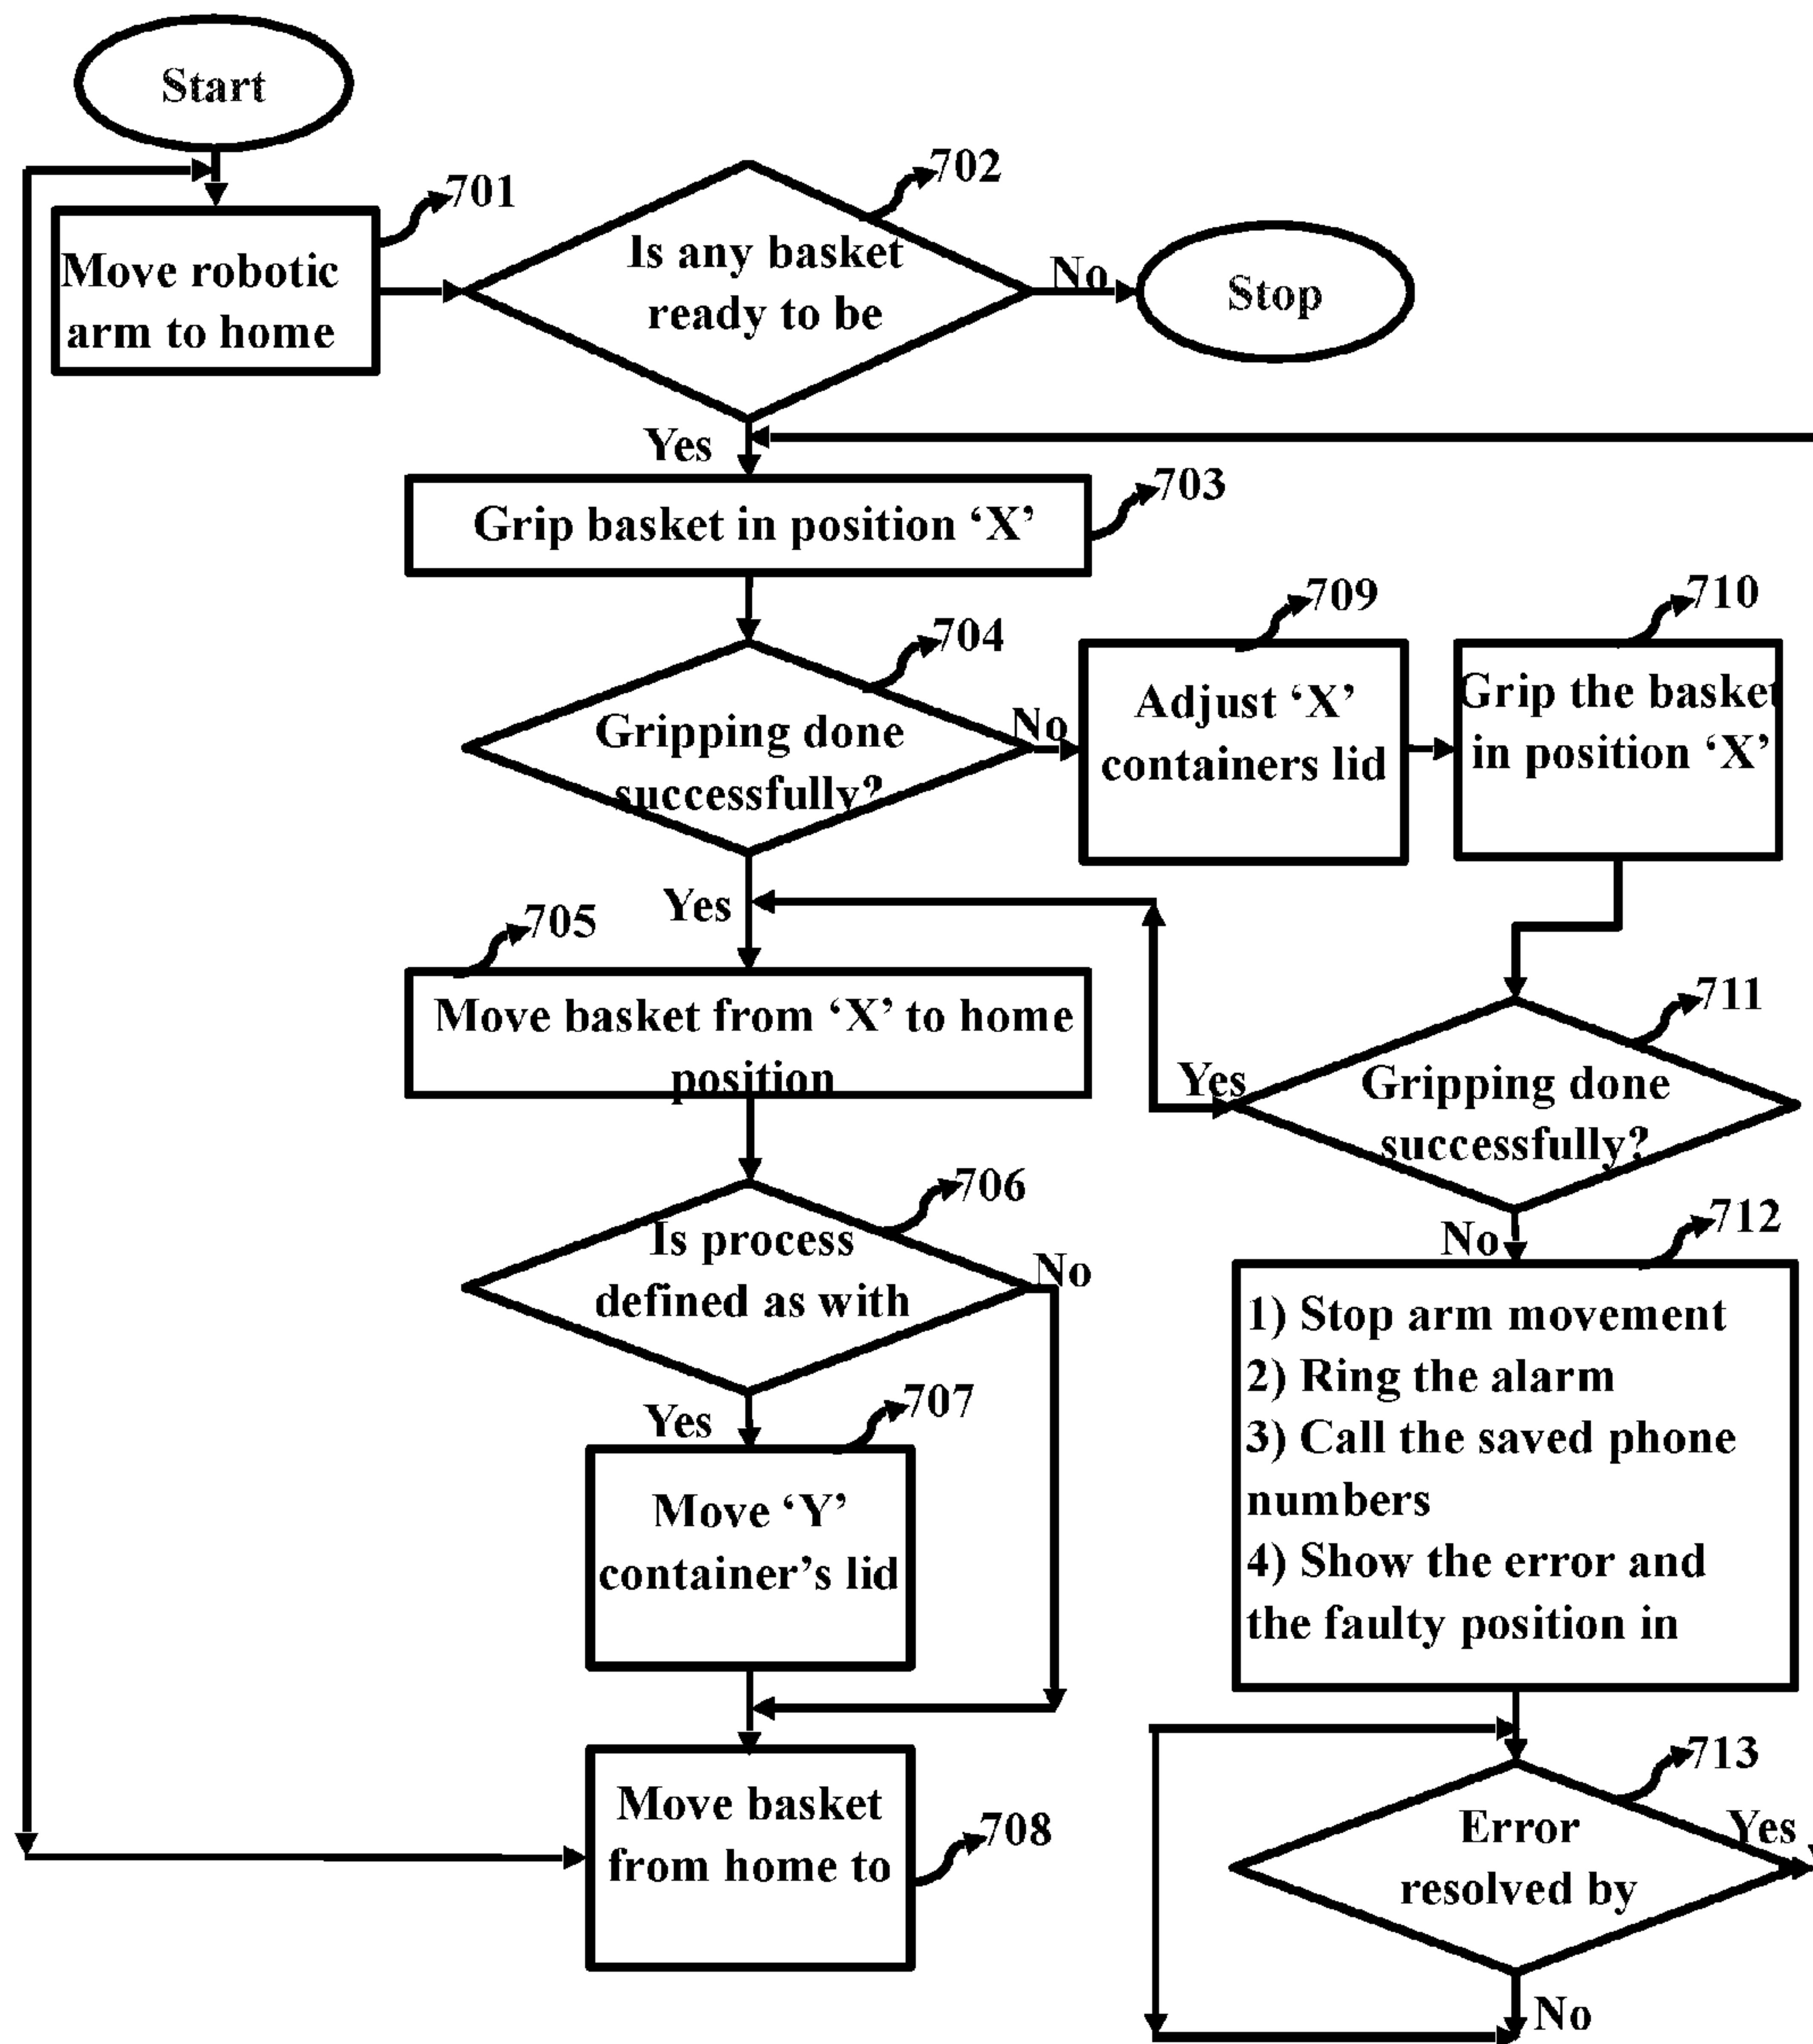 Start
701
Move robotic
arm to home
702
Is any basket
ready to be
No
Stop
Yes
703
Grip basket in position ‘X’
704
Gripping done
successfully?
No
709
Adjust ‘X’
containers lid
710
Grip the basket
in position ‘X’
Yes
705
Move basket from ‘X’ to home
position
711
Gripping done
successfully?
Yes
706
Is process
defined as with
No
No
712
1) Stop arm movement
2) Ring the alarm
3) Call the saved phone
numbers
4) Show the error and
the faulty position in
Yes
707
Move ‘Y’
container’s lid
708
Move basket
from home to
713
Error
resolved by
Yes
No